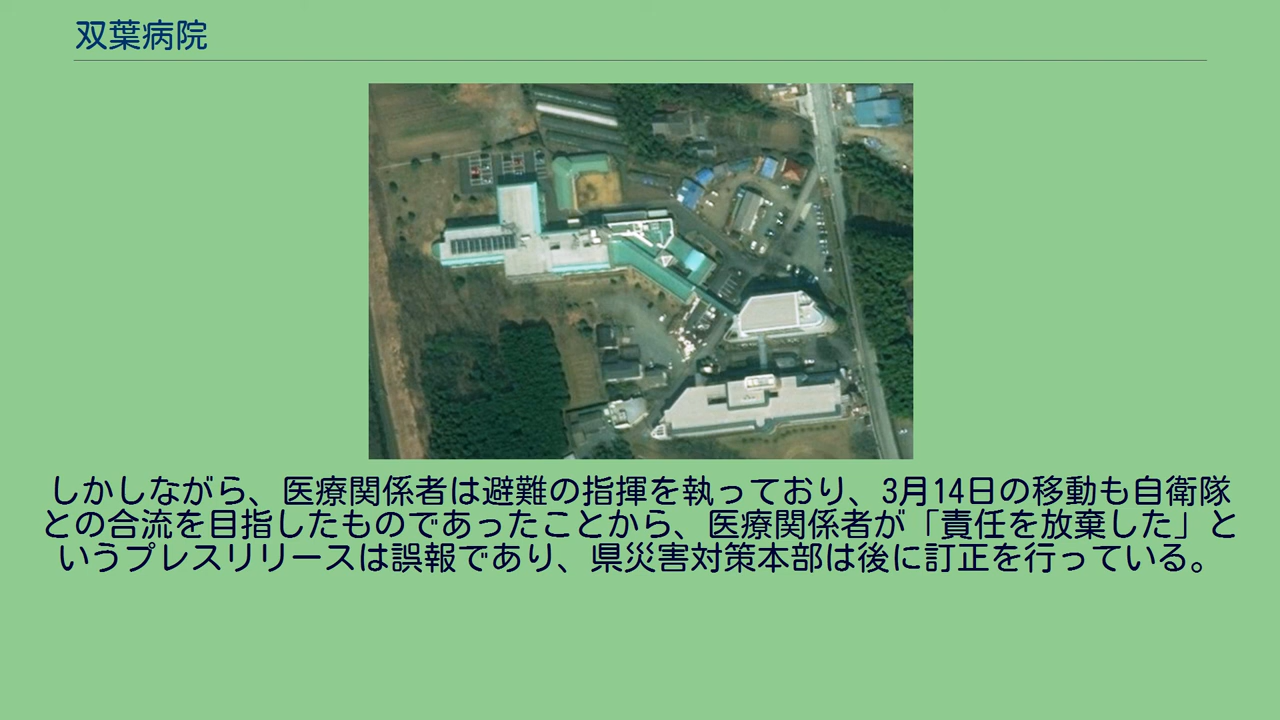 双葉病院
しかしながら、医療関係者は避難の指揮を執っており、3月14日の移動も自衛隊
との合流を目指したものであったことから、医療関係者が「責任を放棄した」と
いうプレスリリースは誤報であり、県災害対策本部は後に訂正を行っている。